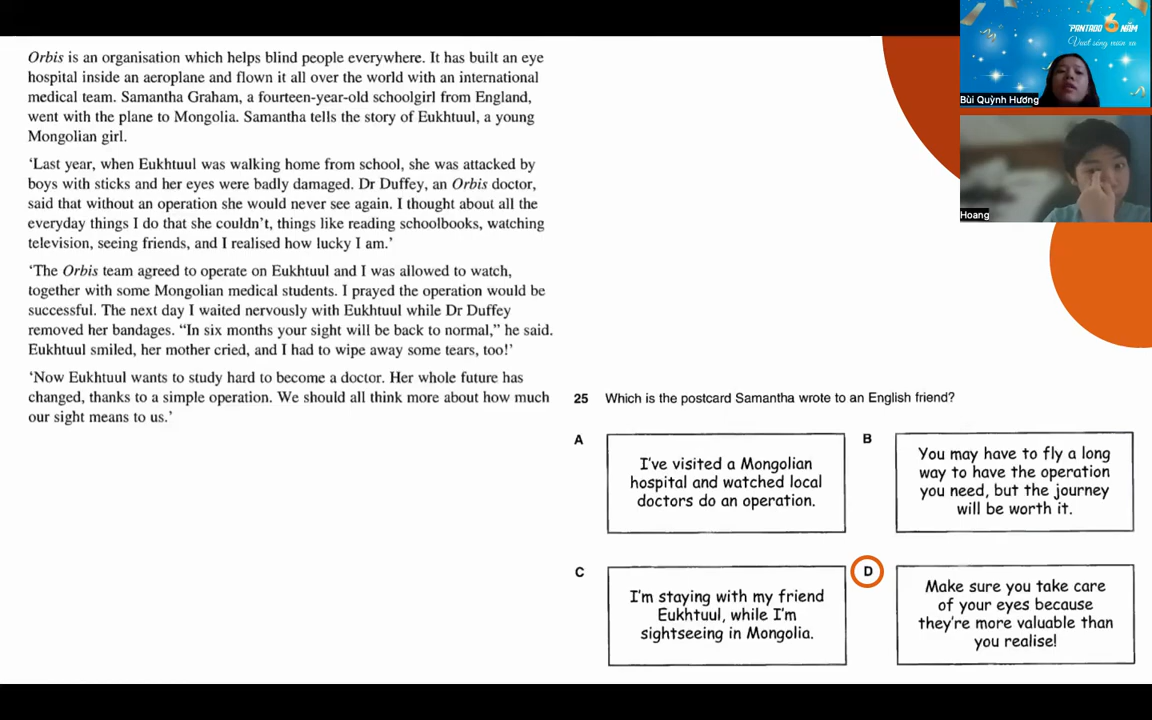 Orbis is an organisation which helps blind people everywhere. It has built an eye
hospital inside an aeroplane and flown it all over the world with an international
medical team. Samantha Graham, a fourteen-year-old schoolgirl from England,
went with the plane to Mongolia. Samantha tells the story of Eukhtuul, a young
Mongolian girl.
‘Last year, when Eukhtuul was walking home from school, she was attacked by
boys with sticks and her eyes were badly damaged. Dr Duffey, an Orbis doctor,
said that without an operation she would never see again. I thought about all the
everyday things I do that she couldn’t, things like reading schoolbooks, watching
television, seeing friends, and I realised how lucky I am.’
‘The Orbis team agreed to operate on Eukhtuul and I was allowed to watch,
together with some Mongolian medical students. I prayed the operation would be
successful. The next day I waited nervously with Eukhtuul while Dr Duffey
removed her bandages. “In six months your sight will be back to normal,” he said.
Eukhtuul smiled, her mother cried, and I had to wipe away some tears, too!’
‘Now Eukhtuul wants to study hard to become a doctor. Her whole future has
changed, thanks to a simple operation. We should all think more about how much
our sight means to us.’
25 Which is the postcard Samantha wrote to an English friend?
A
I’ve visited a Mongolian
hospital and watched local
doctors do an operation.
B
You may have to fly a long
way to have the operation
you need, but the journey
will be worth it.
C
I’m staying with my friend
Eukhtuul, while I’m
sightseeing in Mongolia.
D
Make sure you take care
of your eyes because
they’re more valuable than
you realise!
PANTADO 6 NĂM
Vượt sóng vươn xa
Bùi Quỳnh Hương
Hoang